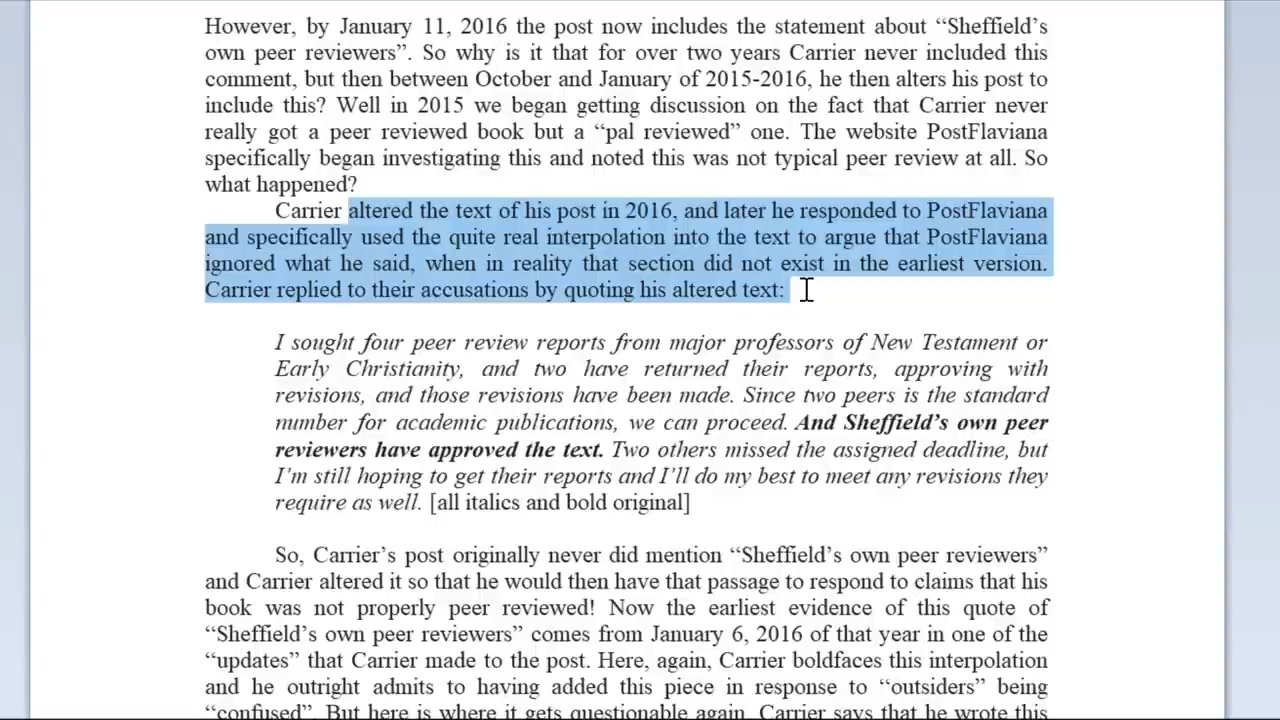 However, by January 11, 2016 the post now includes the statement about “Sheffield’s
own peer reviewers”. So why is it that for over two years Carrier never included this
comment, but then between October and January of 2015-2016, he then alters his post to
include this? Well in 2015 we began getting discussion on the fact that Carrier never
really got a peer reviewed book but a “pal reviewed” one. The website PostFlaviana
specifically began investigating this and noted this was not typical peer review at all. So
what happened?
Carrier altered the text of his post in 2016, and later he responded to PostFlaviana
and specifically used the quite real interpolation into the text to argue that PostFlaviana
ignored what he said, when in reality that section did not exist in the earliest version.
Carrier replied to their accusations by quoting his altered text:
I sought four peer review reports from major professors of New Testament or
Early Christianity, and two have returned their reports, approving with
revisions, and those revisions have been made. Since two peers is the standard
number for academic publications, we can proceed. And Sheffield’s own peer
reviewers have approved the text. Two others missed the assigned deadline, but
I’m still hoping to get their reports and I’ll do my best to meet any revisions they
require as well. [all italics and bold original]
So, Carrier’s post originally never did mention “Sheffield’s own peer reviewers”
and Carrier altered it so that he would then have that passage to respond to claims that his
book was not properly peer reviewed! Now the earliest evidence of this quote of
“Sheffield’s own peer reviewers” comes from January 6, 2016 of that year in one of the
“updates” that Carrier made to the post. Here, again, Carrier boldfaces this interpolation
and he outright admits to having added this piece in response to “outsiders” being
“confused”. But here is where it gets questionable again. Carrier says that he wrote this